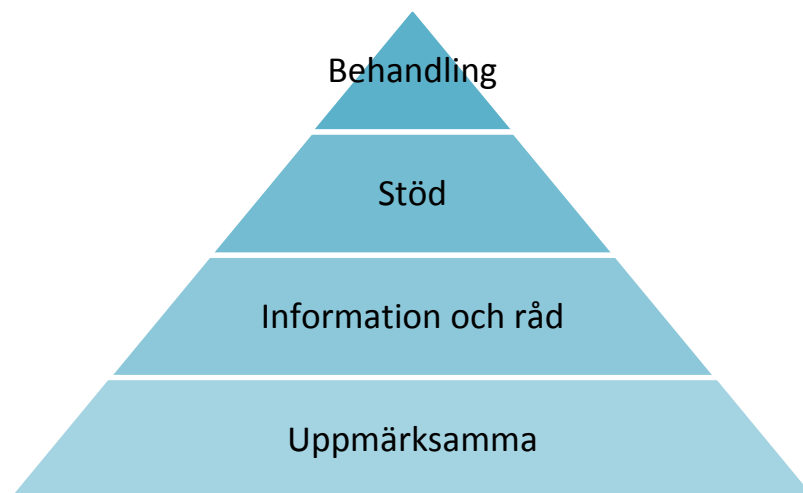 Behandling
Stöd
Information och råd
Uppmärksamma